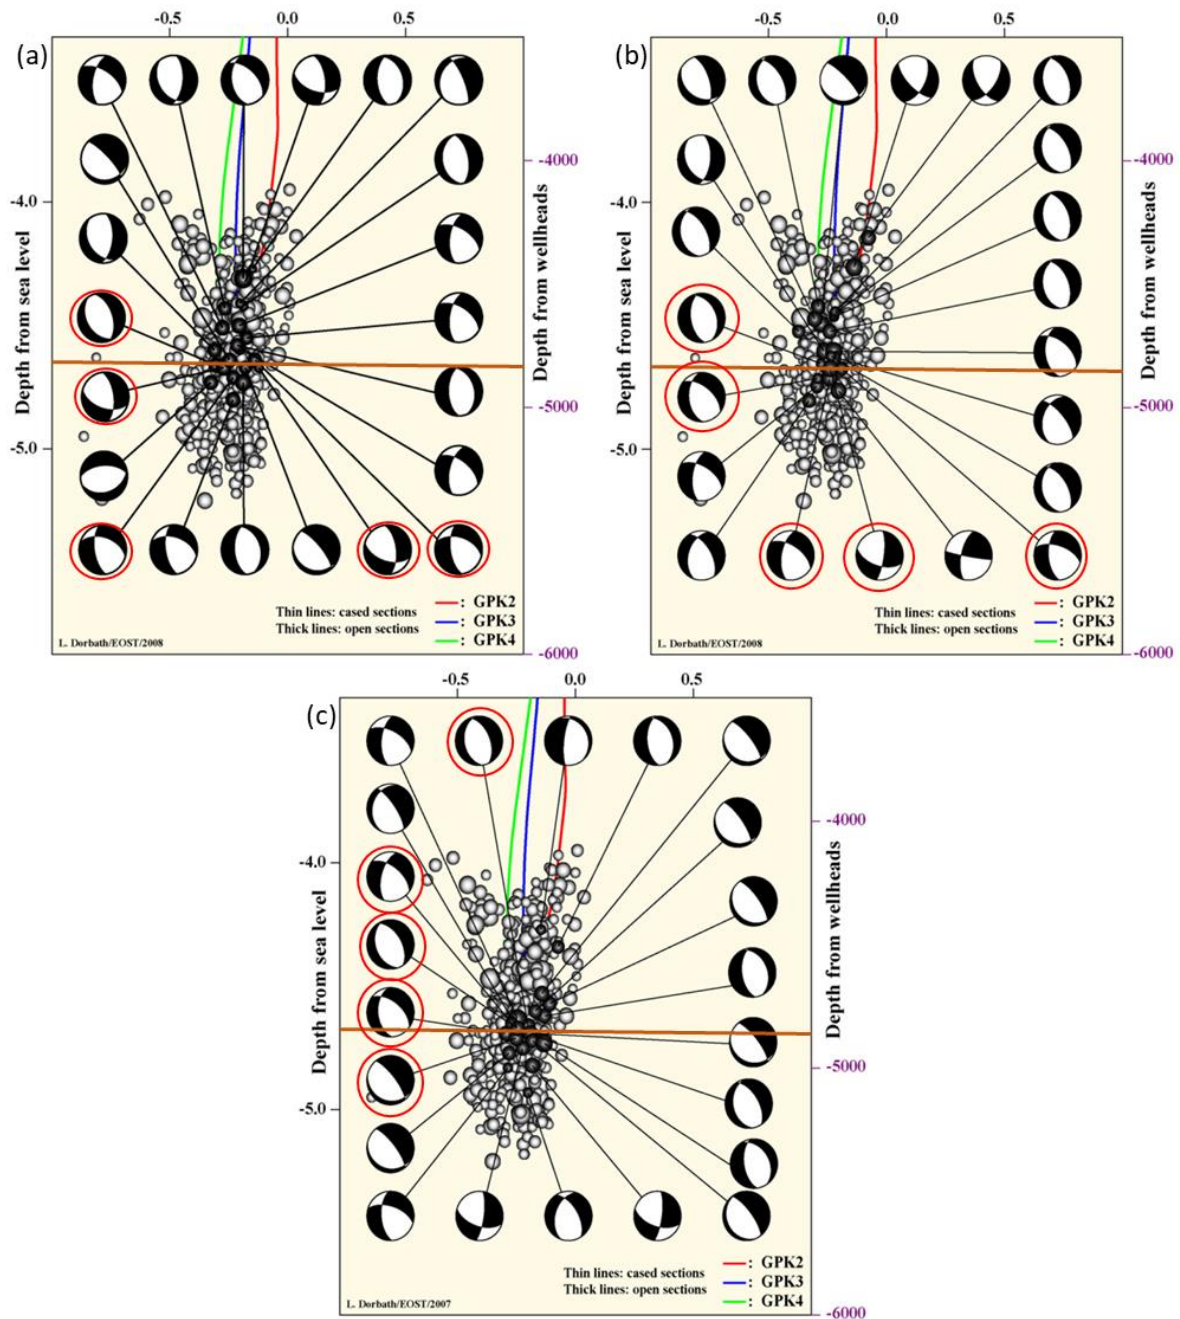 -0.5 0.0 0.5
(a)
-4.0
-5.0
Depth from sea level
-4000
-5000
-6000
Depth from wellheads
Thin lines: cased sections
Thick lines: open sections
: GPK2
: GPK3
: GPK4
L. Dorbath/EOST/2008
-0.5 0.0 0.5
(b)
-4.0
-5.0
Depth from sea level
-4000
-5000
-6000
Depth from wellheads
Thin lines: cased sections
Thick lines: open sections
: GPK2
: GPK3
: GPK4
L. Dorbath/EOST/2008
-0.5 0.0 0.5
(c)
-4.0
-5.0
Depth from sea level
-4000
-5000
-6000
Depth from wellheads
Thin lines: cased sections
Thick lines: open sections
: GPK2
: GPK3
: GPK4
L. Dorbath/EOST/2007